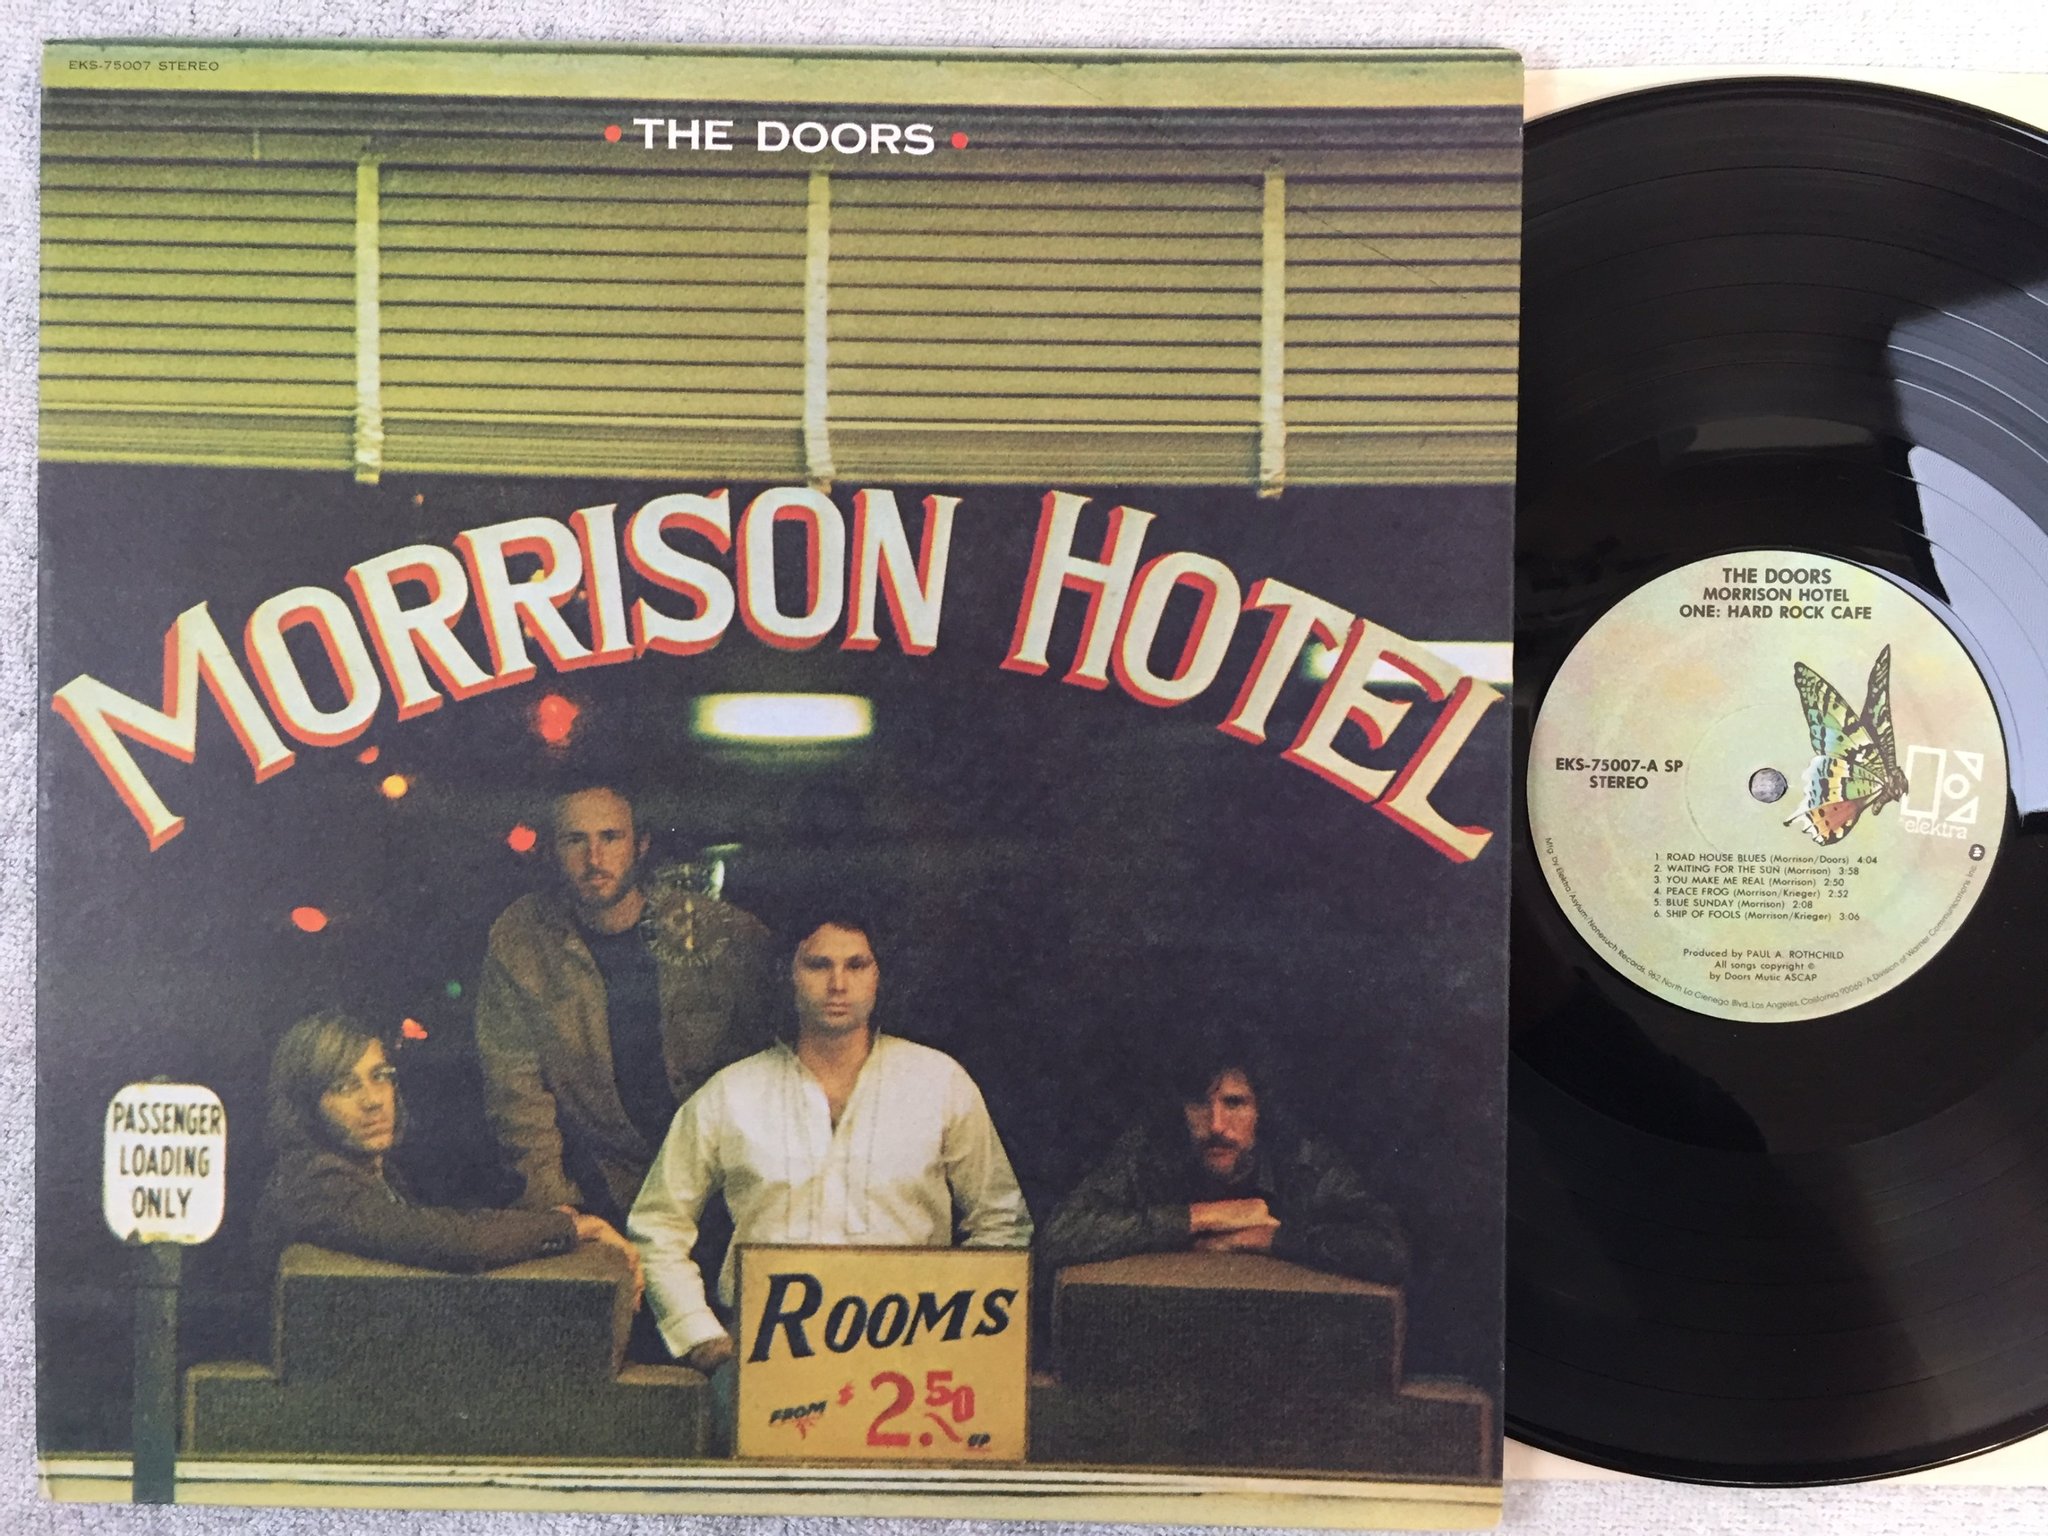 EKS-75007 STEREO
• THE DOORS •
MORRISON HOTEL
PASSENGER
LOADING
ONLY
ROOMS
FROM $2.50 UP
THE DOORS
MORRISON HOTEL
ONE: HARD ROCK CAFE
EKS-75007-A SP
STEREO
elektra
1. ROAD HOUSE BLUES (Morrison/Doors) 4:04
2. WAITING FOR THE SUN (Morrison) 3:58
3. YOU MAKE ME REAL (Morrison) 2:50
4. PEACE FROG (Morrison/Krieger) 2:52
5. BLUE SUNDAY (Morrison) 2:08
6. SHIP OF FOOLS (Morrison/Krieger) 3:06
Produced by PAUL A. ROTHCHILD
All songs copyright ©
by Doors Music ASCAP
Mfg. by Elektra/Asylum/Nonesuch Records, 962 North La Cienega Blvd, Los Angeles, California 90069. A Division of Warner Communications Inc.